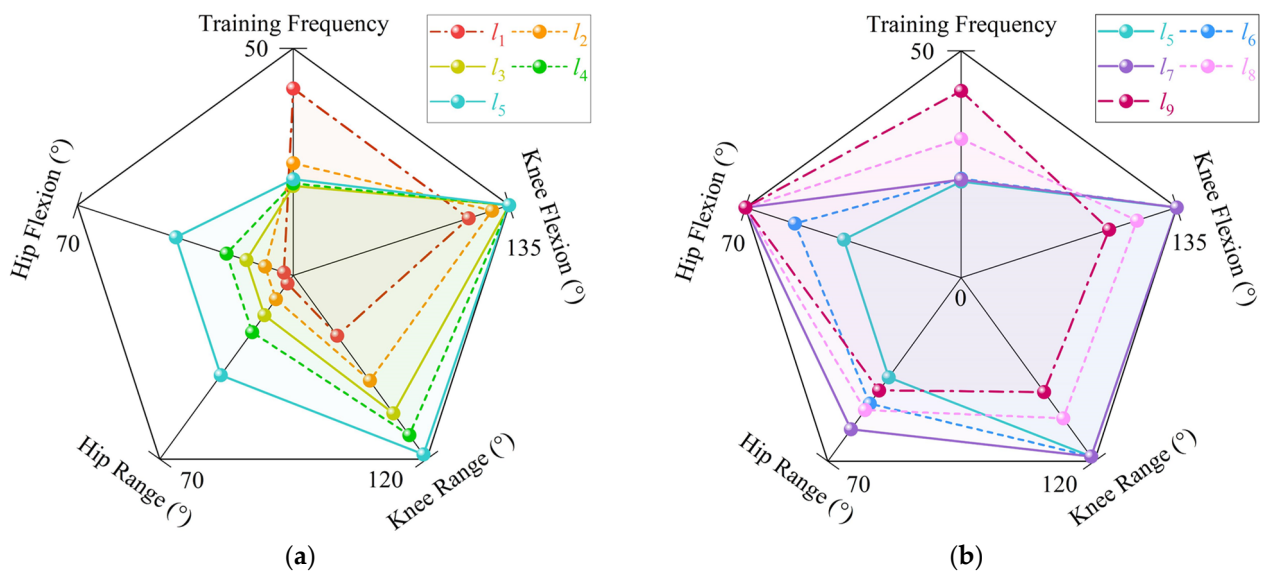 Training Frequency
50
l1 l2
l3 l4
l5
Knee Flexion (°)
135
Hip Flexion (°)
70
Hip Range (°)
70
120
Knee Range (°)
(a)
Training Frequency
50
l5 l6
l7 l8
l9
Knee Flexion (°)
135
Hip Flexion (°)
70
0
Hip Range (°)
70
120
Knee Range (°)
(b)